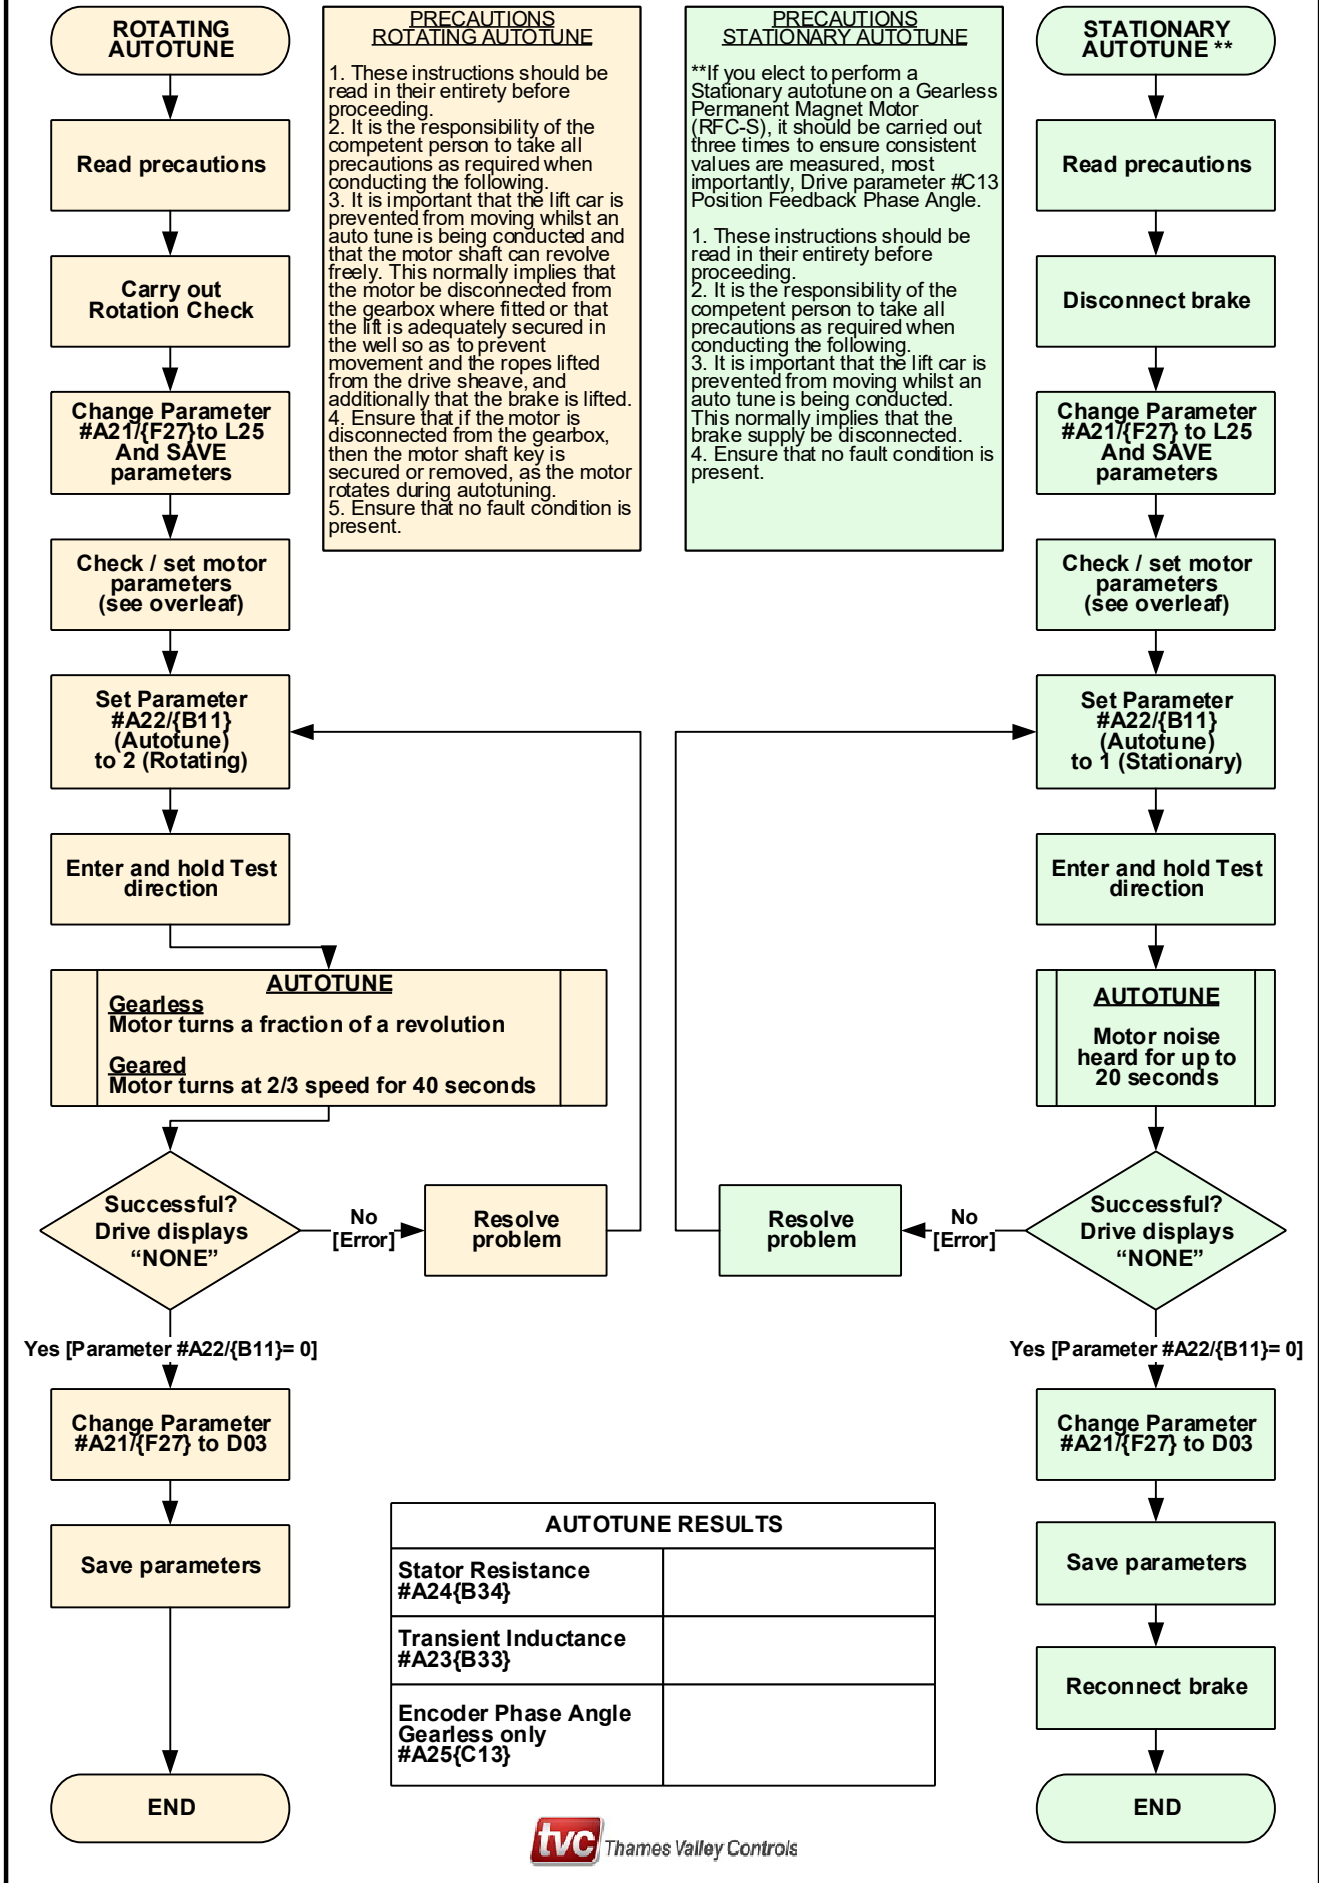 ROTATING
AUTOTUNE
Read precautions
Carry out
Rotation Check
Change Parameter
#A21/{F27}to L25
And SAVE
parameters
Check / set motor
parameters
(see overleaf)
Set Parameter
#A22/{B11}
(Autotune)
to 2 (Rotating)
Enter and hold Test
direction
AUTOTUNE
Gearless
Motor turns a fraction of a revolution
Geared
Motor turns at 2/3 speed for 40 seconds
Successful?
Drive displays
“NONE”
No
[Error]
Resolve
problem
Yes [Parameter #A22/{B11}= 0]
Change Parameter
#A21/{F27} to D03
Save parameters
END
PRECAUTIONS
ROTATING AUTOTUNE
1. These instructions should be
read in their entirety before
proceeding.
2. It is the responsibility of the
competent person to take all
precautions as required when
conducting the following.
3. It is important that the lift car is
prevented from moving whilst an
auto tune is being conducted and
that the motor shaft can revolve
freely. This normally implies that
the motor be disconnected from
the gearbox where fitted or that
the lift is adequately secured in
the well so as to prevent
movement and the ropes lifted
from the drive sheave, and
additionally that the brake is lifted.
4. Ensure that if the motor is
disconnected from the gearbox,
then the motor shaft key is
secured or removed, as the motor
rotates during autotuning.
5. Ensure that no fault condition is
present.
PRECAUTIONS
STATIONARY AUTOTUNE
**If you elect to perform a
Stationary autotune on a Gearless
Permanent Magnet Motor
(RFC-S), it should be carried out
three times to ensure consistent
values are measured, most
importantly, Drive parameter #C13
Position Feedback Phase Angle.
1. These instructions should be
read in their entirety before
proceeding.
2. It is the responsibility of the
competent person to take all
precautions as required when
conducting the following.
3. It is important that the lift car is
prevented from moving whilst an
auto tune is being conducted.
This normally implies that the
brake supply be disconnected.
4. Ensure that no fault condition is
present.
STATIONARY
AUTOTUNE **
Read precautions
Disconnect brake
Change Parameter
#A21/{F27} to L25
And SAVE
parameters
Check / set motor
parameters
(see overleaf)
Set Parameter
#A22/{B11}
(Autotune)
to 1 (Stationary)
Enter and hold Test
direction
AUTOTUNE
Motor noise
heard for up to
20 seconds
Successful?
Drive displays
“NONE”
No
[Error]
Resolve
problem
Yes [Parameter #A22/{B11}= 0]
Change Parameter
#A21/{F27} to D03
Save parameters
Reconnect brake
END
AUTOTUNE RESULTS
Stator Resistance
#A24{B34}
Transient Inductance
#A23{B33}
Encoder Phase Angle
Gearless only
#A25{C13}
tvc Thames Valley Controls